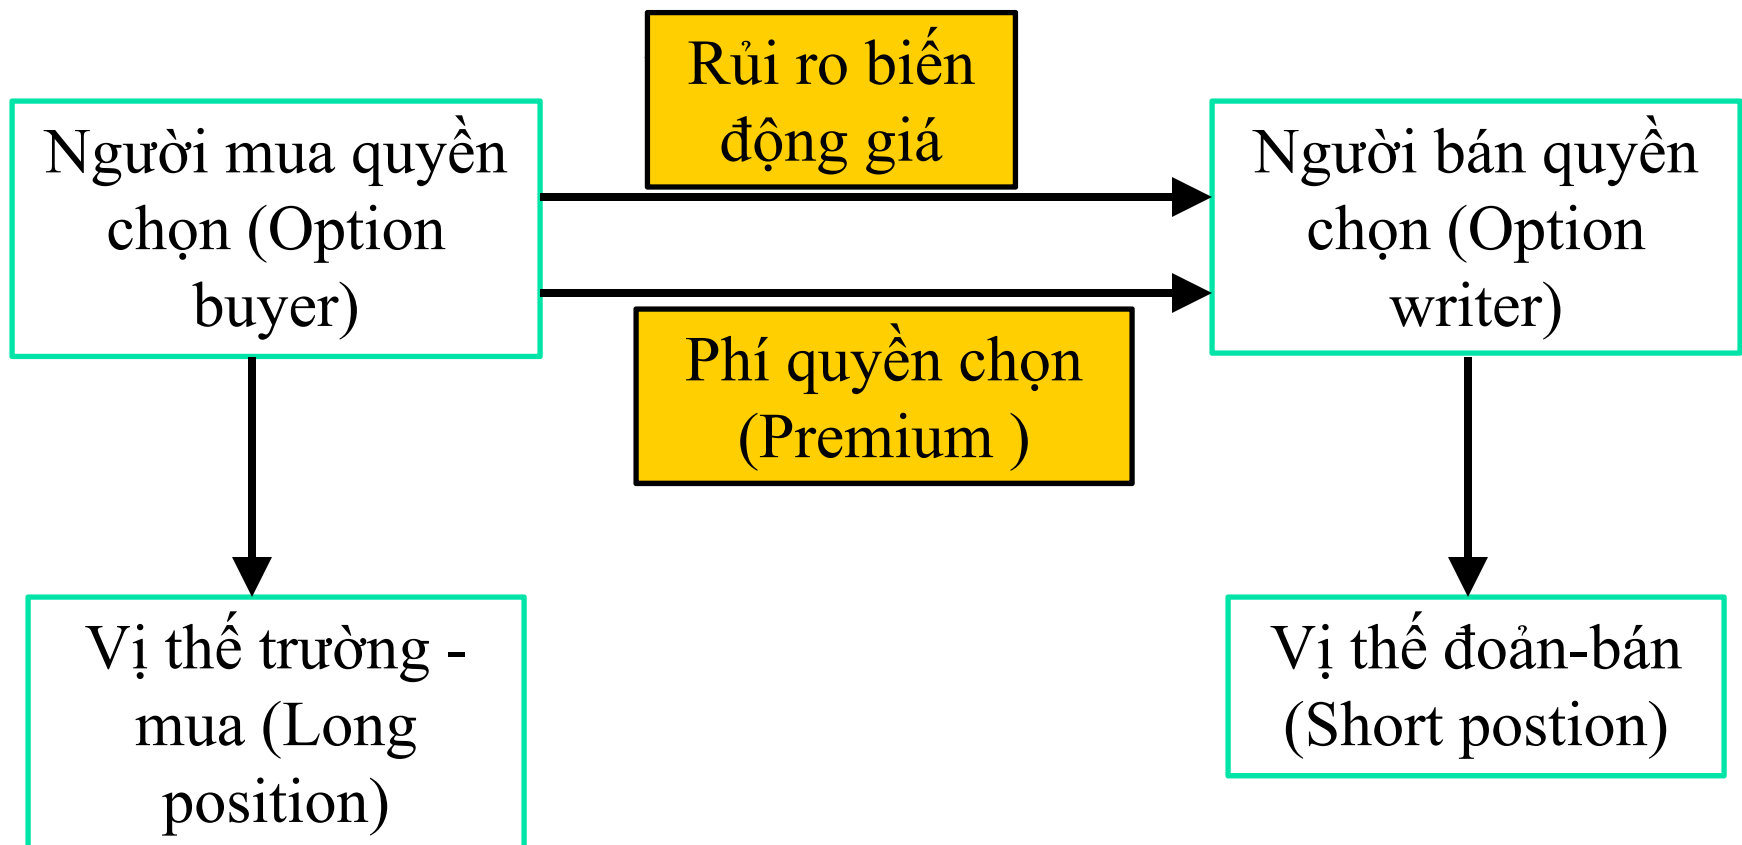 Rủi ro biến
động giá
Người mua quyền
chọn (Option
buyer)
Người bán quyền
chọn (Option
writer)
Phí quyền chọn
(Premium )
Vị thế trường -
mua (Long
position)
Vị thế đoản-bán
(Short postion)